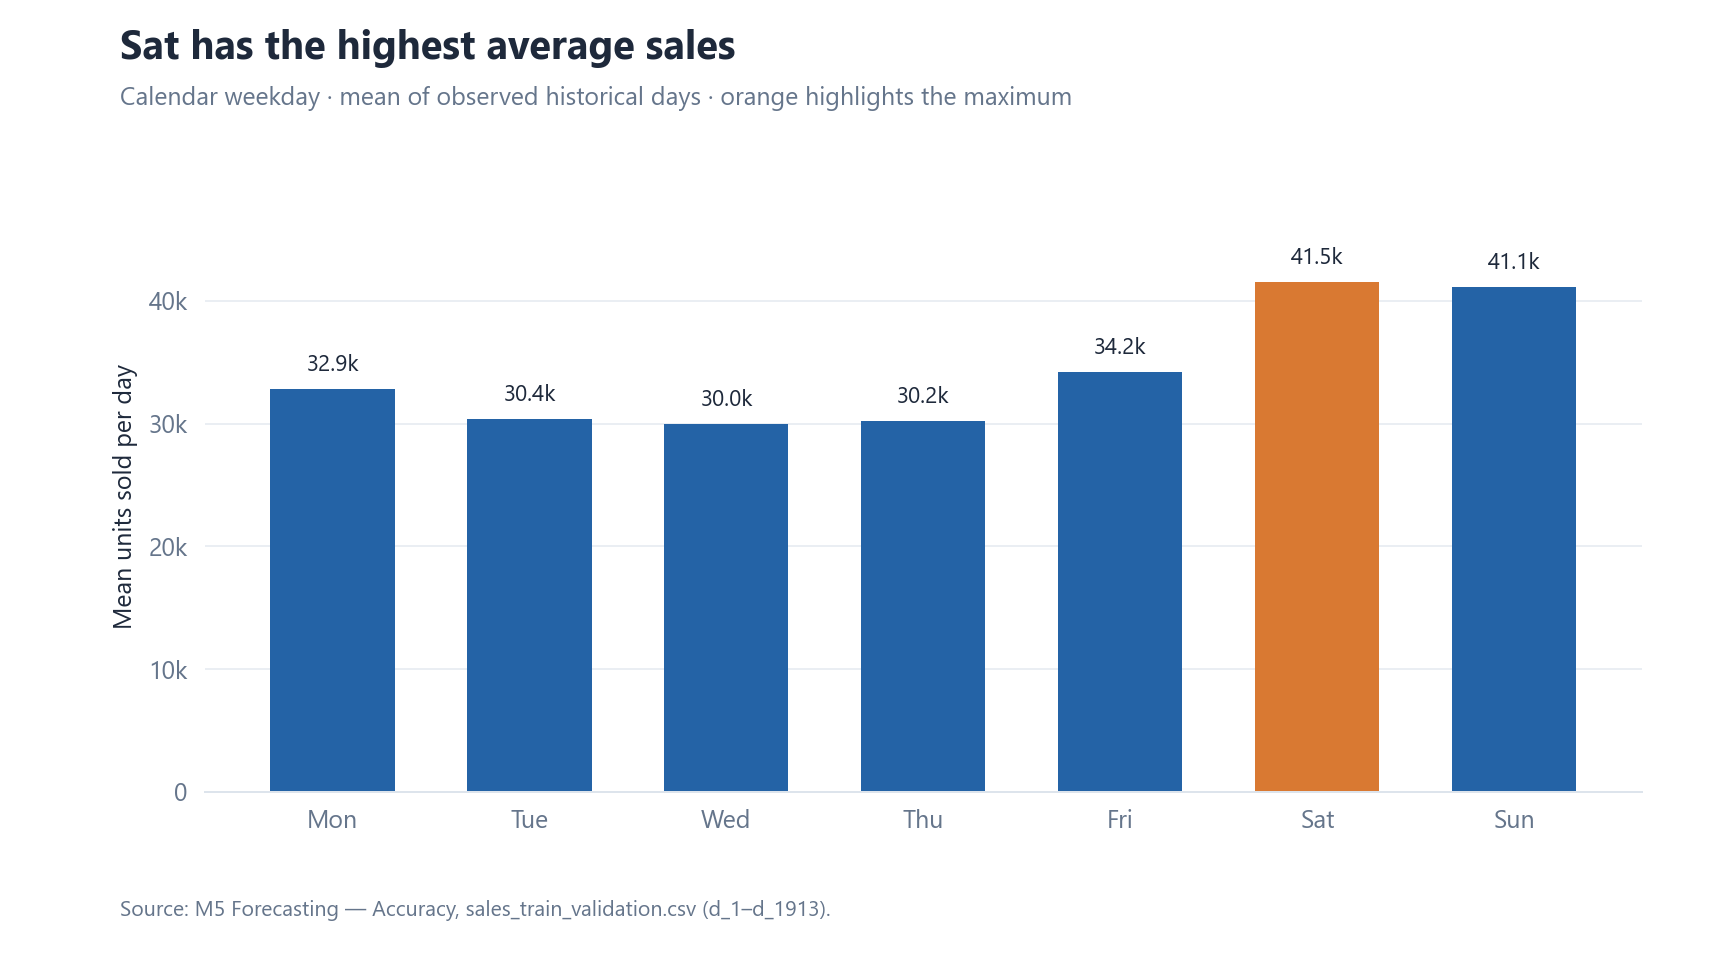 Sat has the highest average sales
Calendar weekday · mean of observed historical days · orange highlights the maximum
Mean units sold per day
40k
30k
20k
10k
0
32.9k
30.4k
30.0k
30.2k
34.2k
41.5k
41.1k
Mon
Tue
Wed
Thu
Fri
Sat
Sun
Source: M5 Forecasting — Accuracy, sales_train_validation.csv (d_1–d_1913).